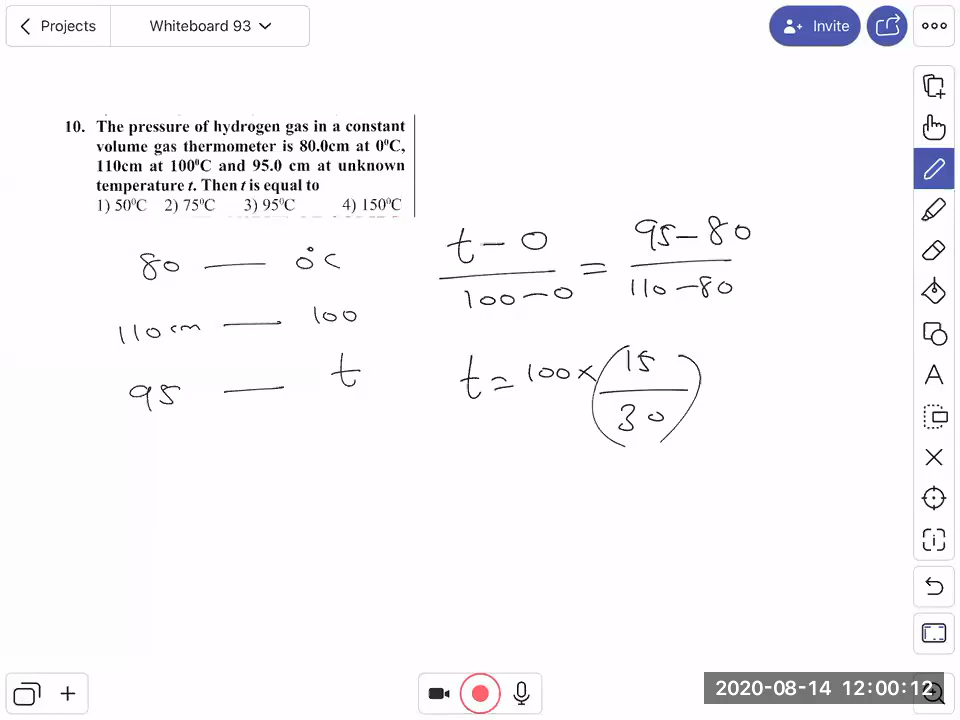 Projects
Whiteboard 93
Invite
10. The pressure of hydrogen gas in a constant
volume gas thermometer is 80.0cm at 0⁰C,
110cm at 100⁰C and 95.0 cm at unknown
temperature t. Then t is equal to
1) 50⁰C 2) 75⁰C 3) 95⁰C 4) 150⁰C
80 — 0°C
110 cm — 100
95 — t
t - 0 / 100 - 0 = 95 - 80 / 110 - 80
t = 100 × (15 / 30)
A
2020-08-14 12:00:12